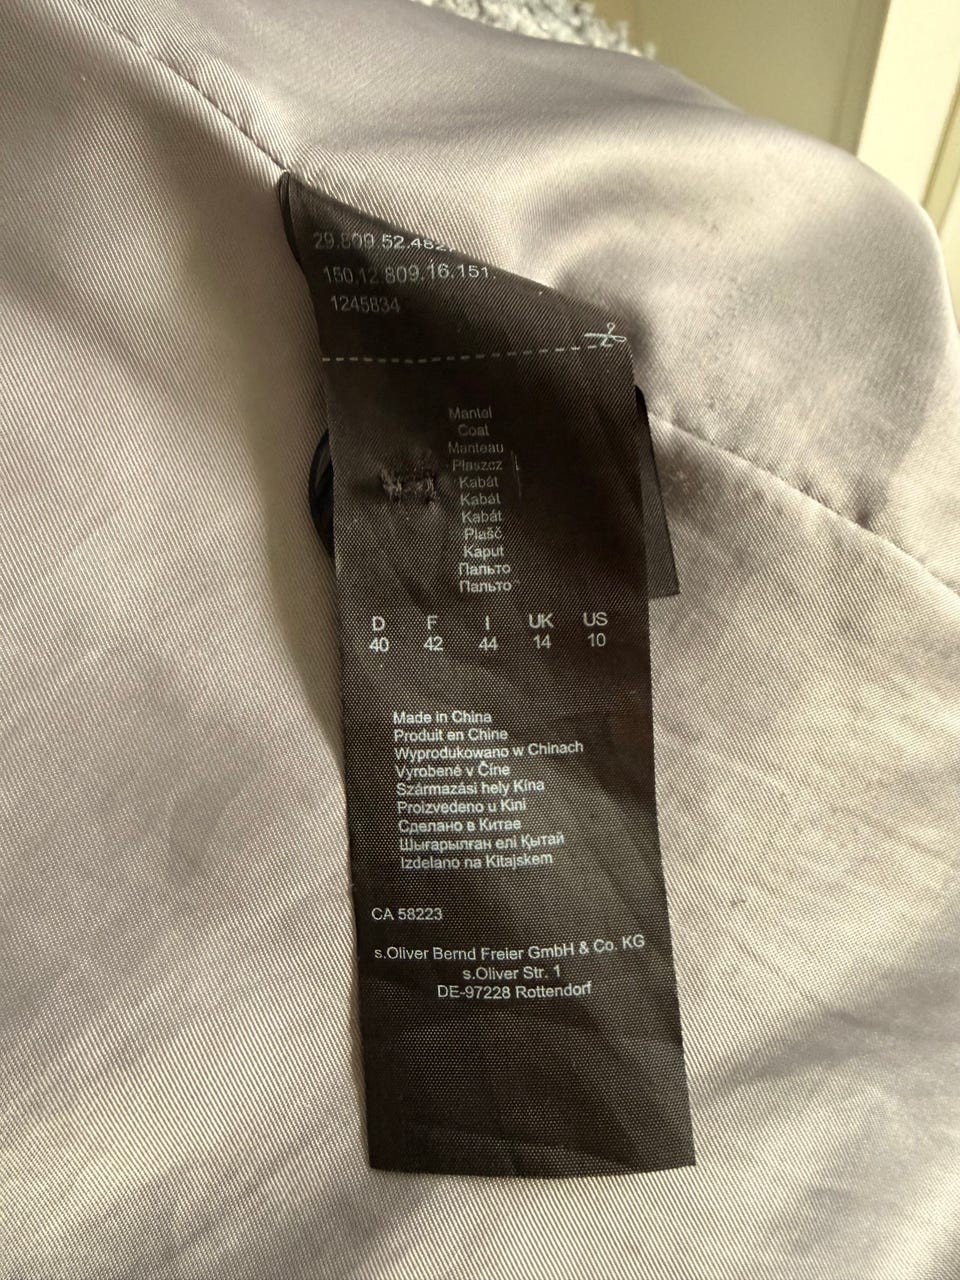 29.809.52.482
150.12.809.16.151.
1245834
Mantel
Coat
Manteau
Płaszcz
Kabát
Kabát
Kabát
Plašč
Kaput
Пальто
Пальто
D F I UK US
40 42 44 14 10
Made in China
Produit en Chine
Wyprodukowano w Chinach
Vyrobené v Číne
Származási hely Kína
Proizvedeno u Kini
Сделано в Китае
Шығарылған елі Қытай
Izdelano na Kitajskem
CA 58223
s.Oliver Bernd Freier GmbH & Co. KG
s.Oliver Str. 1
DE-97228 Rottendorf